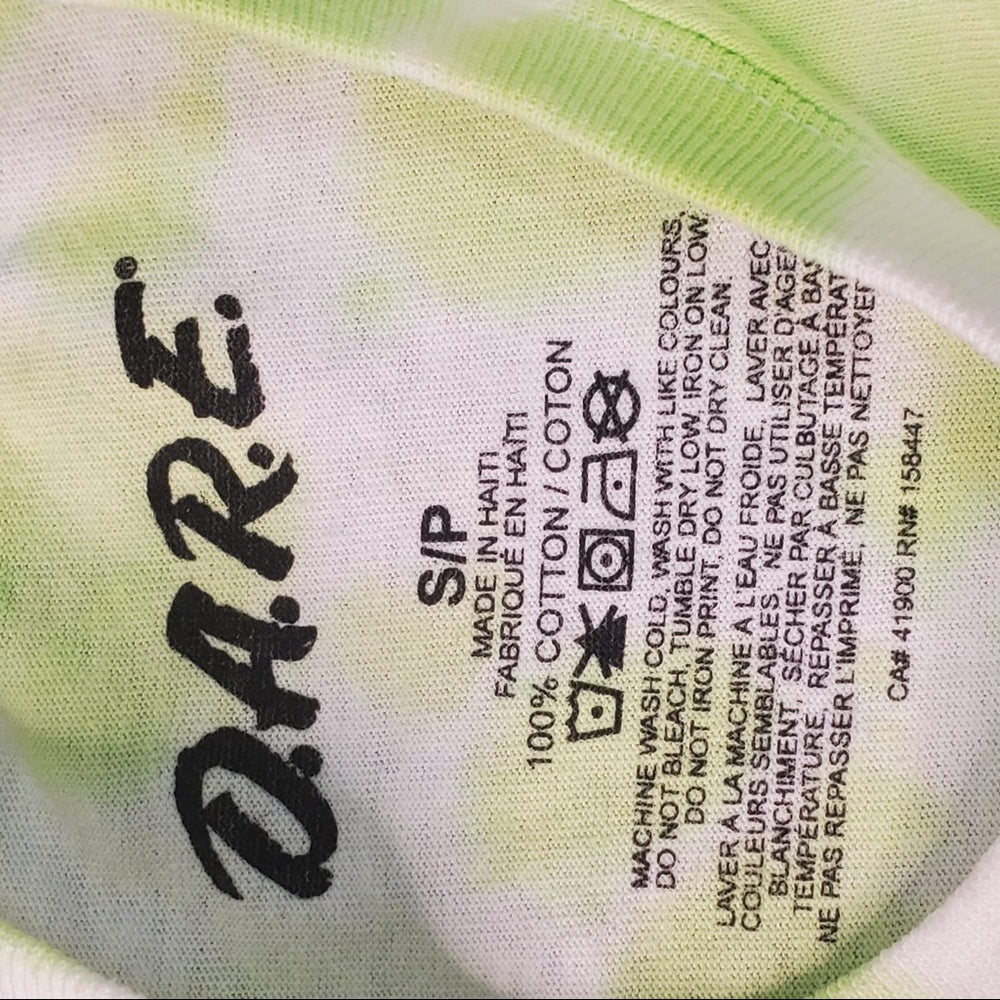 D.A.R.E.®
S/P
MADE IN HAITI
FABRIQUÉ EN HAÏTI
100% COTTON / COTON
MACHINE WASH COLD, WASH WITH LIKE COLOURS,
DO NOT BLEACH, TUMBLE DRY LOW, IRON ON LOW,
DO NOT IRON PRINT, DO NOT DRY CLEAN.
LAVER À LA MACHINE A L'EAU FROIDE, LAVER AVEC
COULEURS SEMBLABLES, NE PAS UTILISER D'AGE
BLANCHIMENT, SÉCHER PAR CULBUTAGE À BAS
TEMPÉRATURE, REPASSER À BASSE TEMPÉRAT
NE PAS REPASSER L'IMPRIMÉ, NE PAS NETTOYER
CA# 41900 RN# 158447